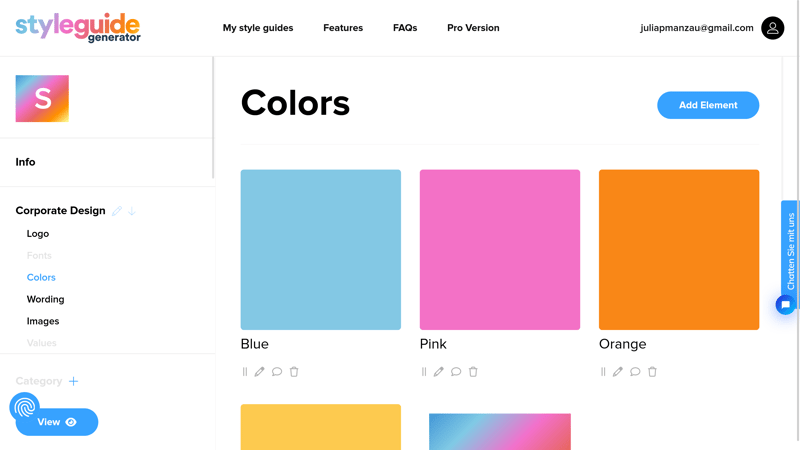 styleguide
generator
My style guides
Features
FAQs
Pro Version
juliapmanzau@gmail.com
S
Info
Corporate Design
Logo
Fonts
Colors
Wording
Images
Values
Category
View
Colors
Add Element
Blue
Pink
Orange
Chatten Sie mit uns